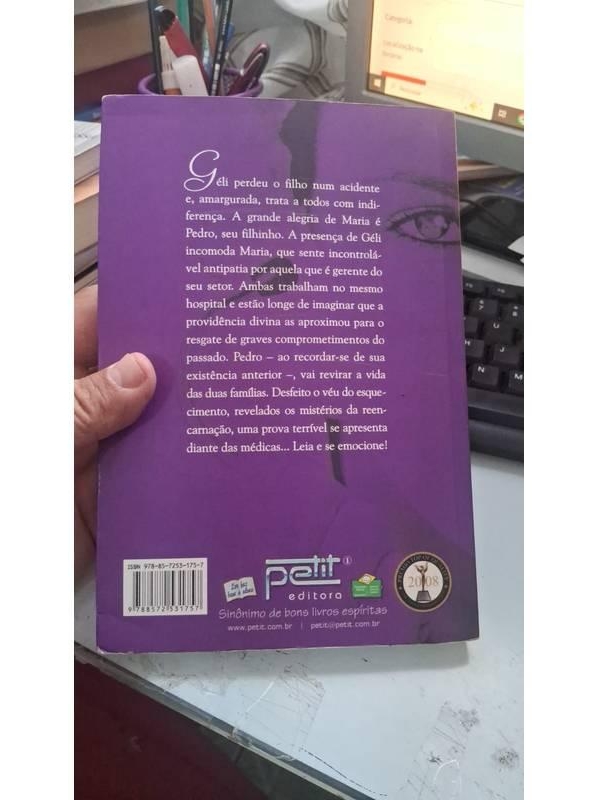 Categoria
Géli perdeu o filho num acidente
e, amargurada, trata a todos com indi-
ferença. A grande alegria de Maria é
Pedro, seu filhinho. A presença de Géli
incomoda Maria, que sente incontrolá-
vel antipatia por aquela que é gerente do
seu setor. Ambas trabalham no mesmo
hospital e estão longe de imaginar que a
providência divina as aproximou para o
resgate de graves comprometimentos do
passado. Pedro – ao recordar-se de sua
existência anterior –, vai revirar a vida
das duas famílias. Desfeito o véu do esque-
cimento, revelados os mistérios da reen-
carnação, uma prova terrível se apresenta
diante das médicas... Leia e se emocione!
ISBN 978-85-7253-175-7
9 788572 531757
petit
editora
2008
Sinônimo de bons livros espíritas
www.petit.com.br | petit@petit.com.br